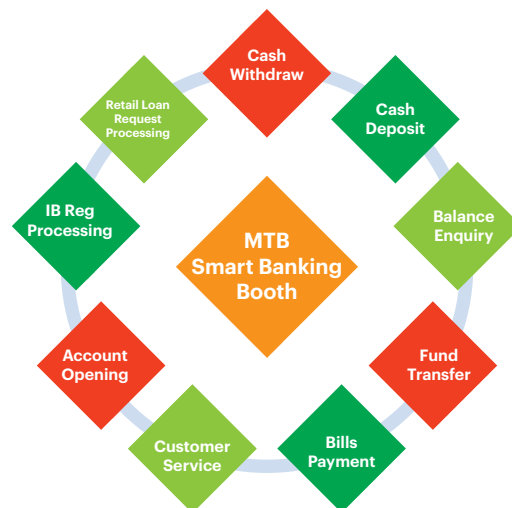 Cash
Withdraw
Cash
Deposit
Balance
Enquiry
Fund
Transfer
Bills
Payment
Customer
Service
Account
Opening
IB Reg
Processing
Retail Loan
Request
Processing
MTB
Smart Banking
Booth